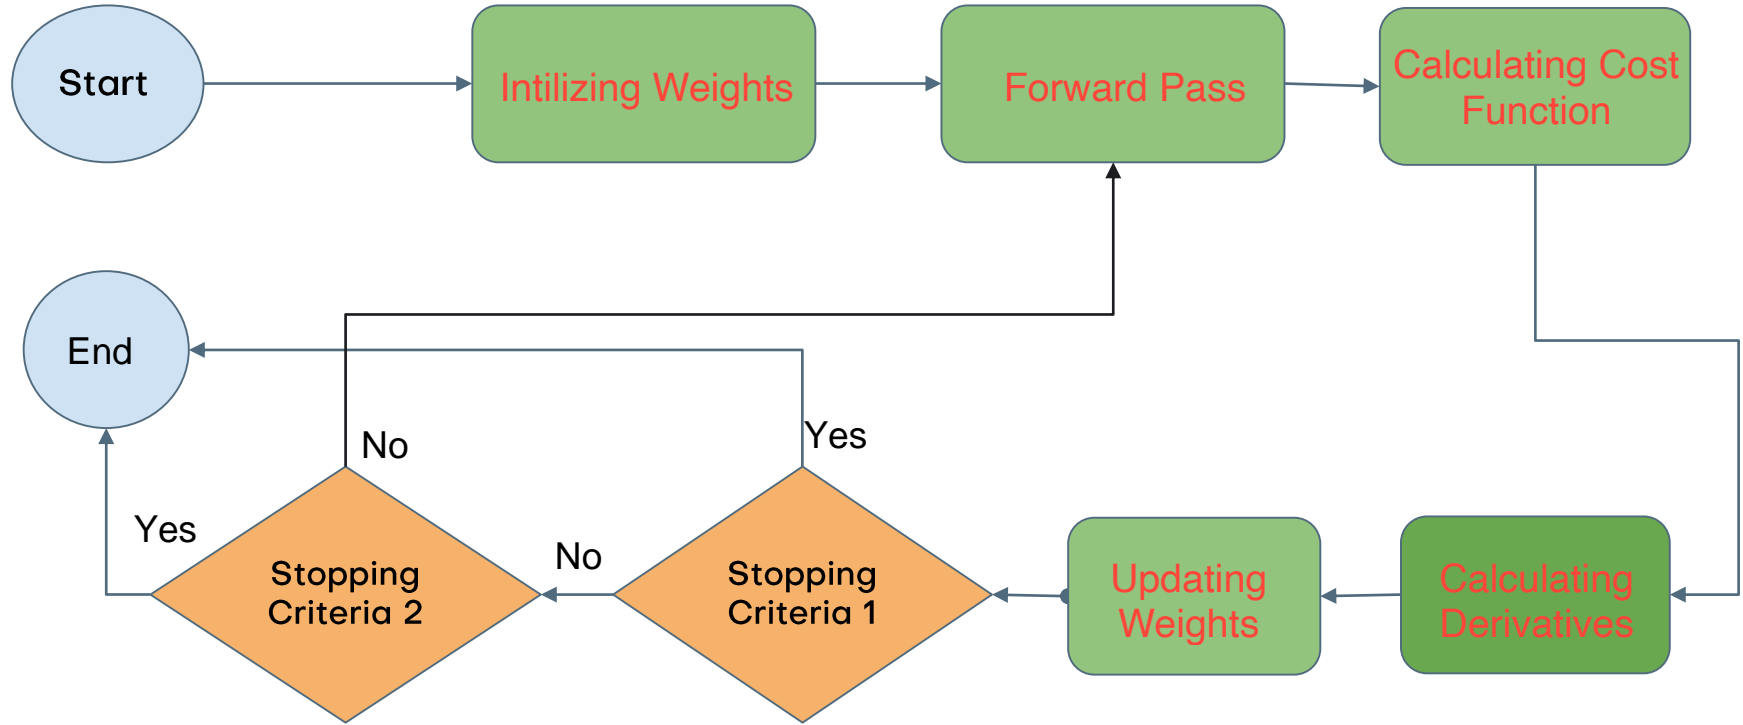 Start
Intilizing Weights
Forward Pass
Calculating Cost
Function
End
No
Yes
Yes
No
Stopping
Criteria 2
Stopping
Criteria 1
Updating
Weights
Calculating
Derivatives